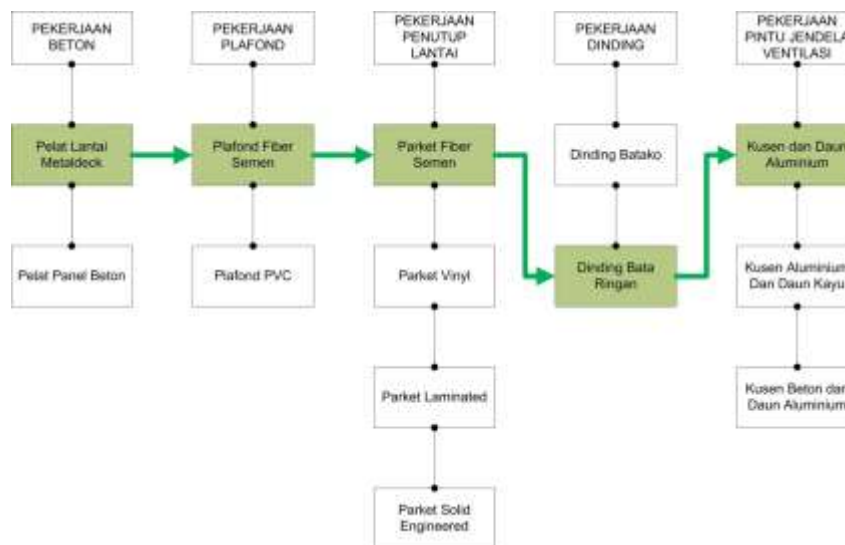 PEKERJAAN
BETON
PEKERJAAN
PLAFOND
PEKERJAAN
PENUTUP
LANTAI
PEKERJAAN
DINDING
PEKERJAAN
PINTU JENDELA
VENTILASI
Pelat Lantai
Metaldeck
Plafond Fiber
Semen
Parket Fiber
Semen
Dinding Batako
Kusen dan Daun
Aluminium
Pelat Panel Beton
Plafond PVC
Parket Vinyl
Dinding Bata
Ringan
Kusen Aluminium
Dan Daun Kayu
Parket Laminated
Kusen Beton dan
Daun Aluminium
Parket Solid
Engineered